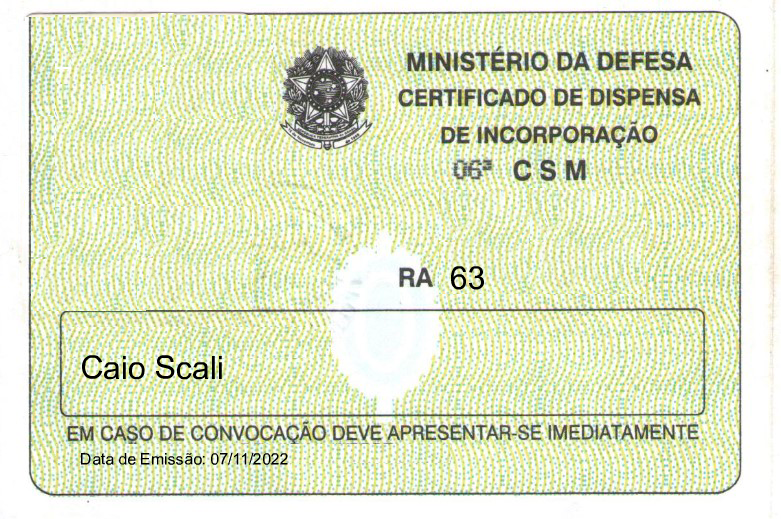 MINISTÉRIO DA DEFESA
CERTIFICADO DE DISPENSA
DE INCORPORAÇÃO
06ª C S M
RA 63
Caio Scali
EM CASO DE CONVOCAÇÃO DEVE APRESENTAR-SE IMEDIATAMENTE
Data de Emissão: 07/11/2022